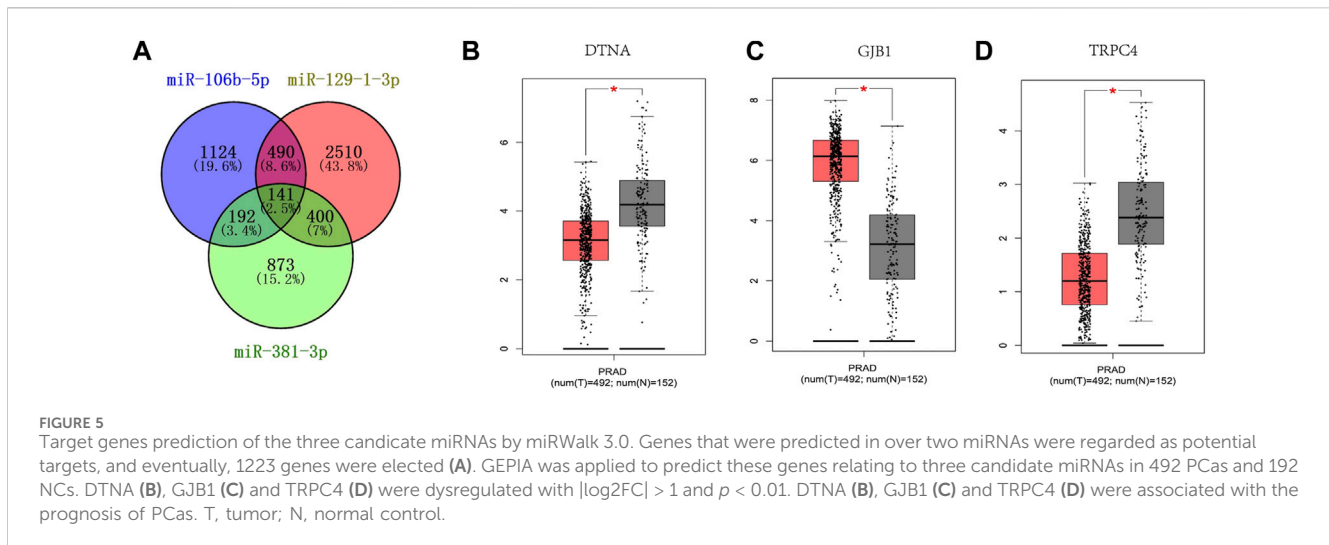 A
miR-106b-5p
miR-129-1-3p
1124
(19.6%)
490
(8.6%)
2510
(43.8%)
141
(2.5%)
192
(3.4%)
400
(7%)
873
(15.2%)
miR-381-3p
B
DTNA
*
6
4
2
0
PRAD
(num(T)=492; num(N)=152)
C
GJB1
*
8
6
4
2
0
PRAD
(num(T)=492; num(N)=152)
D
TRPC4
*
4
3
2
1
0
PRAD
(num(T)=492; num(N)=152)
FIGURE 5
Target genes prediction of the three candicate miRNAs by miRWalk 3.0. Genes that were predicted in over two miRNAs were regarded as potential
targets, and eventually, 1223 genes were elected (A). GEPIA was applied to predict these genes relating to three candidate miRNAs in 492 PCas and 192
NCs. DTNA (B), GJB1 (C) and TRPC4 (D) were dysregulated with |log2FC| > 1 and p < 0.01. DTNA (B), GJB1 (C) and TRPC4 (D) were associated with the
prognosis of PCas. T, tumor; N, normal control.